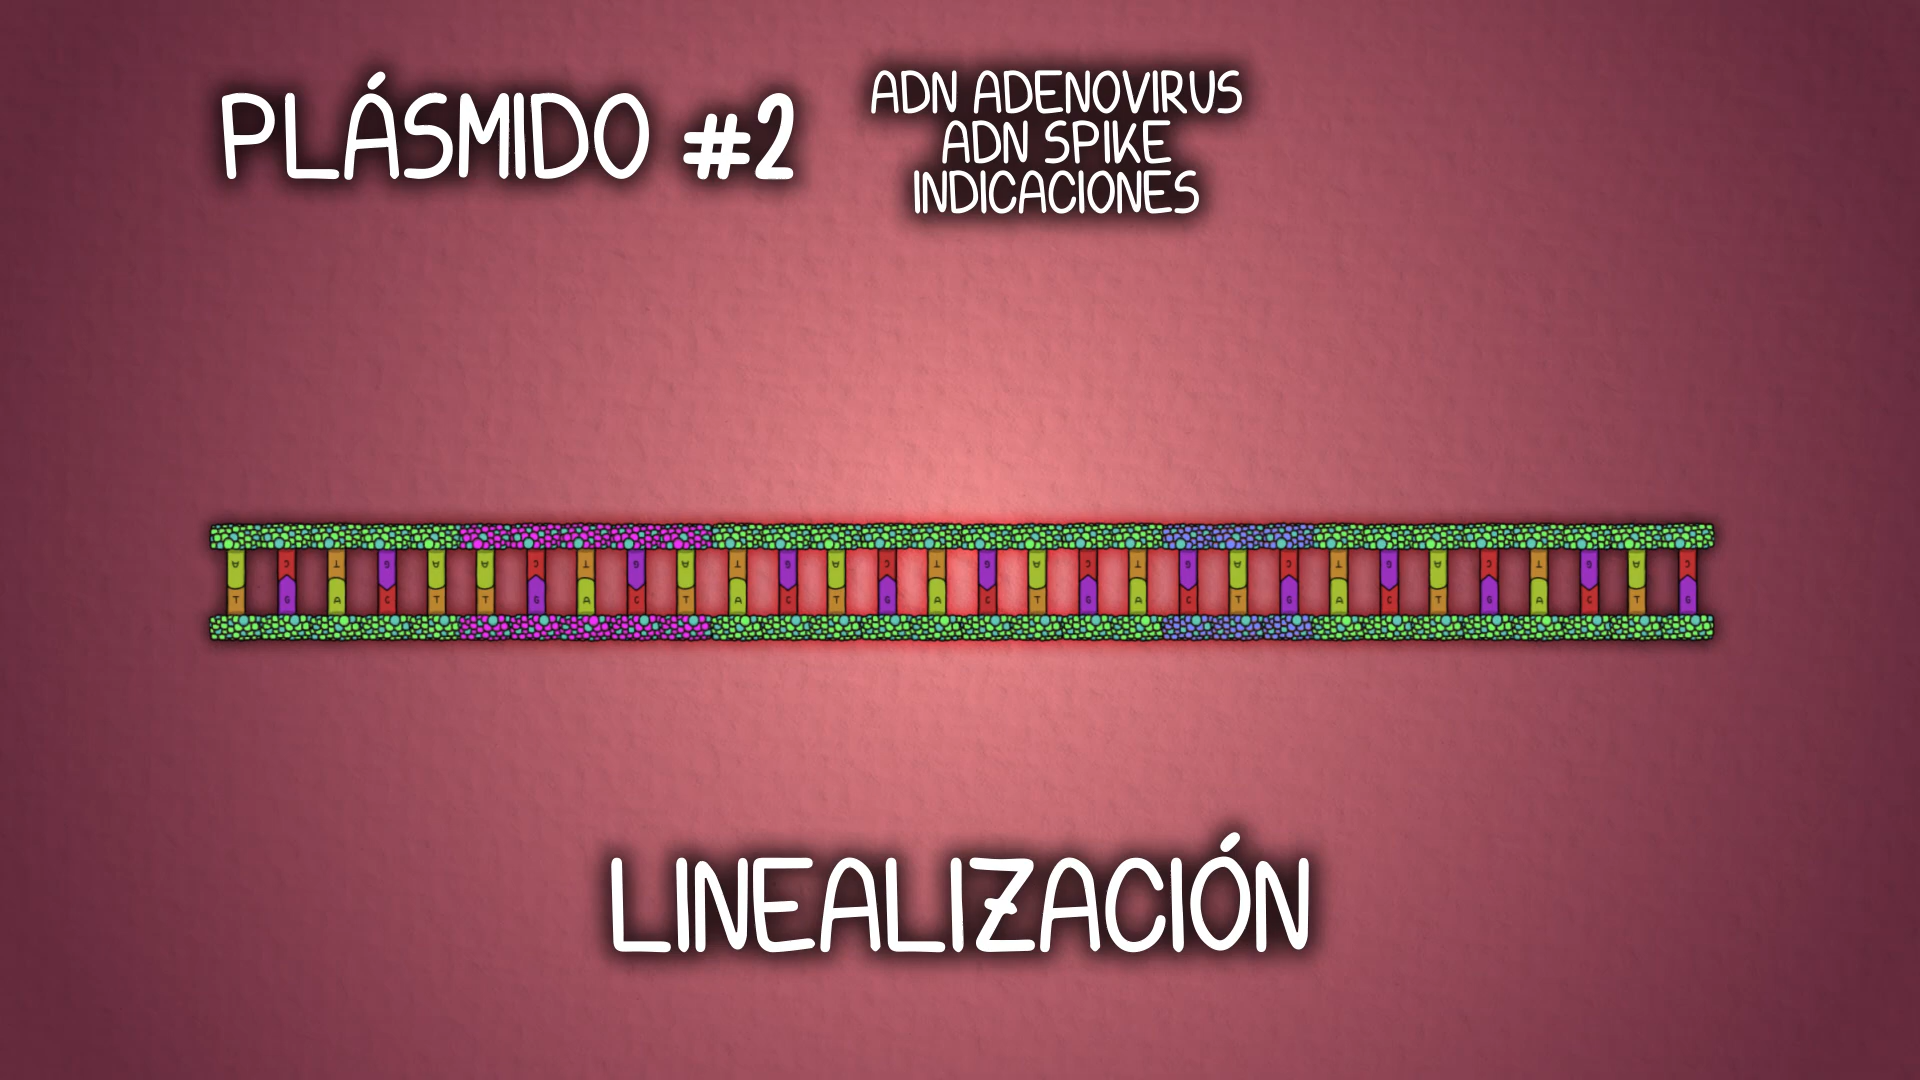 PLÁSMIDO #2
ADN ADENOVIRUS
ADN SPIKE
INDICACIONES
A C T G A A C T G A T G A C T G A C T G A C T G A C T G A C
T G A C T T G A C T A C T G A C T G A C T G A C T G A C T G
LINEALIZACIÓN